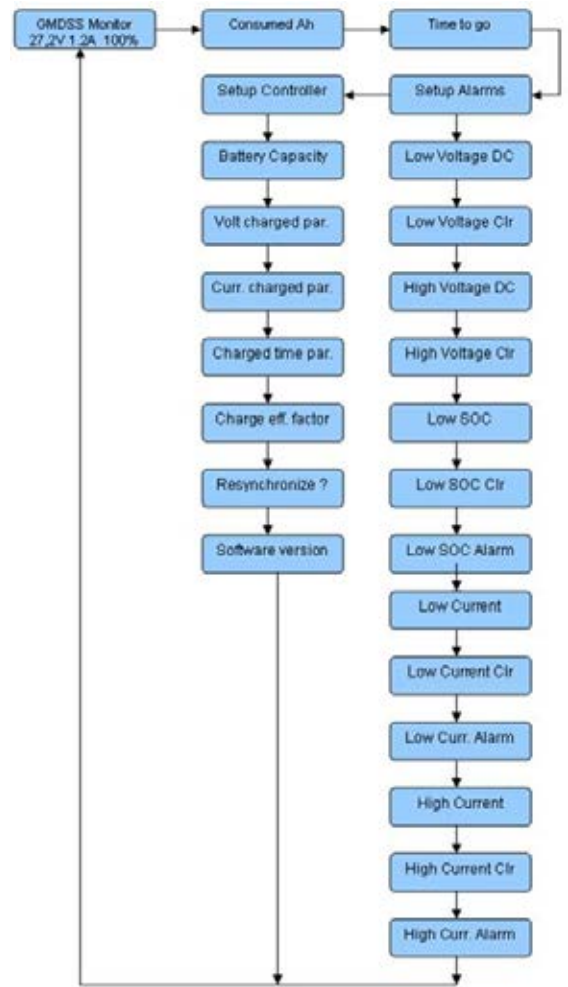 GMDSS Monitor
27,2V 1.2A 100%
Consumed Ah
Time to go
Setup Controller
Setup Alarms
Battery Capacity
Low Voltage DC
Volt charged par.
Low Voltage Clr
Curr. charged par.
High Voltage DC
Charged time par.
High Voltage Clr
Charge eff. factor
Low SOC
Resynchronize ?
Low SOC Clr
Software version
Low SOC Alarm
Low Current
Low Current Clr
Low Curr. Alarm
High Current
High Current Clr
High Curr. Alarm